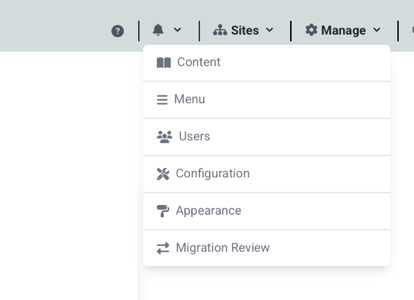 Sites Manage
Content
Menu
Users
Configuration
Appearance
Migration Review